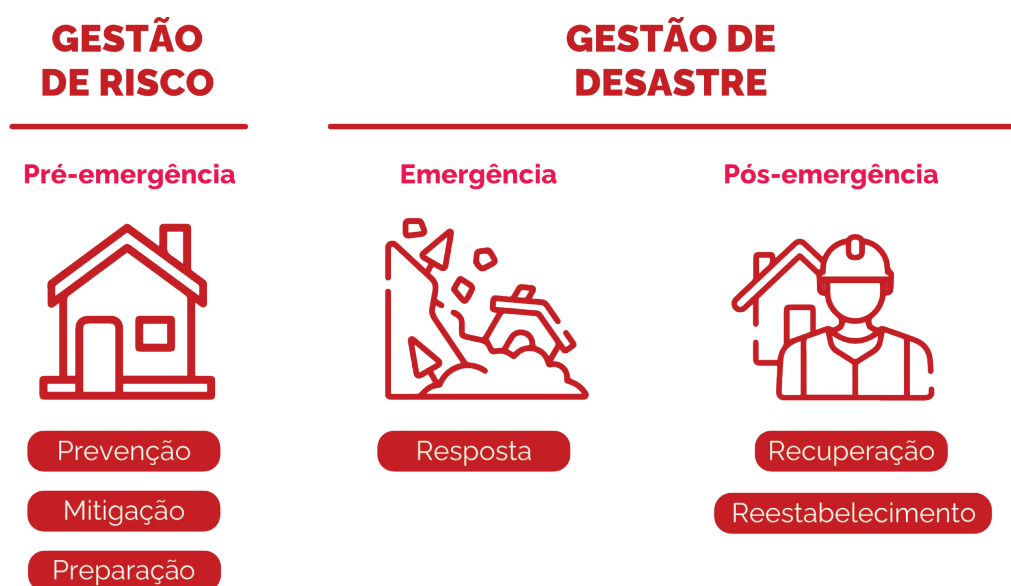 GESTÃO
DE RISCO
GESTÃO DE
DESASTRE
Pré-emergência
Emergência
Pós-emergência
Prevenção
Mitigação
Preparação
Resposta
Recuperação
Reestabelecimento